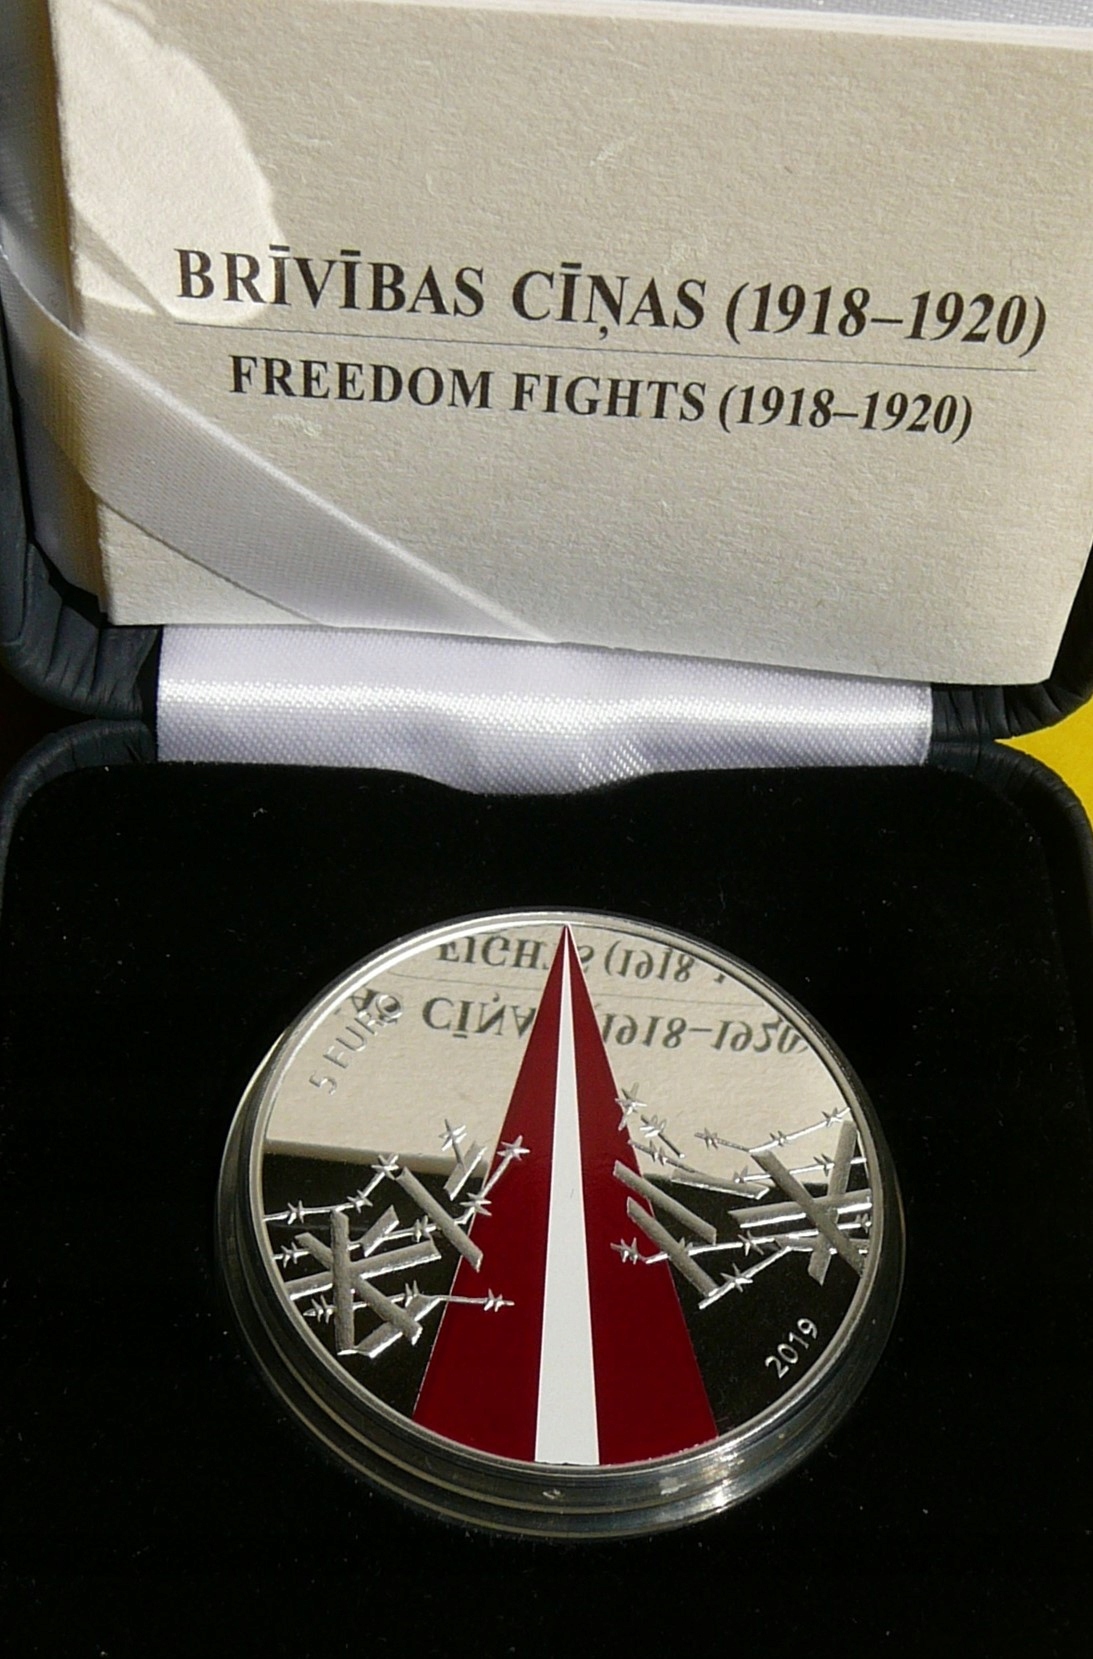 BRĪVĪBAS CĪŅAS (1918–1920)
FREEDOM FIGHTS (1918–1920)
5 EURO
2019